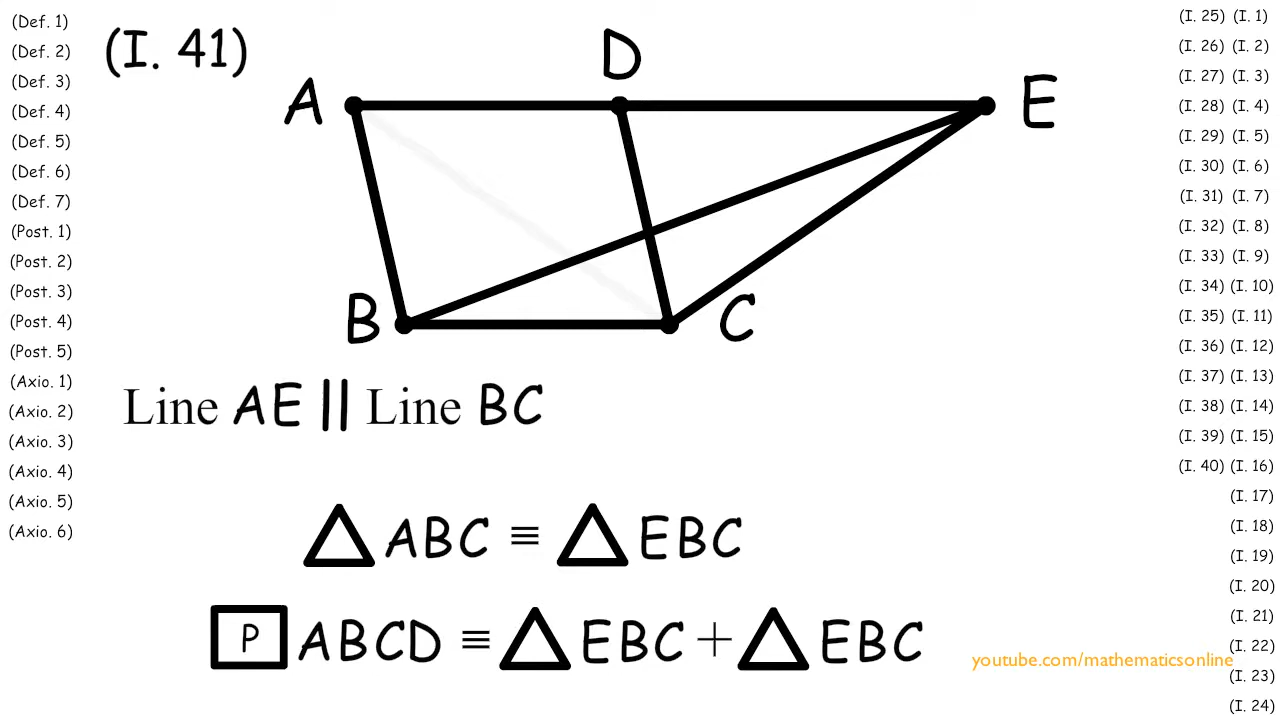 (Def. 1)
(Def. 2)
(Def. 3)
(Def. 4)
(Def. 5)
(Def. 6)
(Def. 7)
(Post. 1)
(Post. 2)
(Post. 3)
(Post. 4)
(Post. 5)
(Axio. 1)
(Axio. 2)
(Axio. 3)
(Axio. 4)
(Axio. 5)
(Axio. 6)
(I. 41)
D
A
E
B
C
Line AE || Line BC
△ ABC ≡ △ EBC
P ABCD ≡ △ EBC + △ EBC
youtube.com/mathematicsonline
(I. 25) (I. 1)
(I. 26) (I. 2)
(I. 27) (I. 3)
(I. 28) (I. 4)
(I. 29) (I. 5)
(I. 30) (I. 6)
(I. 31) (I. 7)
(I. 32) (I. 8)
(I. 33) (I. 9)
(I. 34) (I. 10)
(I. 35) (I. 11)
(I. 36) (I. 12)
(I. 37) (I. 13)
(I. 38) (I. 14)
(I. 39) (I. 15)
(I. 40) (I. 16)
(I. 17)
(I. 18)
(I. 19)
(I. 20)
(I. 21)
(I. 22)
(I. 23)
(I. 24)